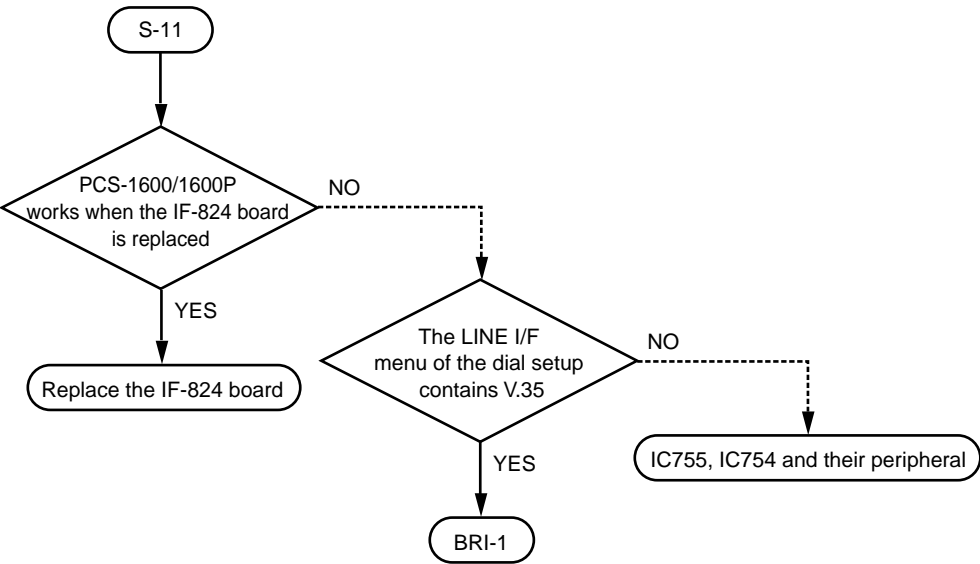 S-11
PCS-1600/1600P
works when the IF-824 board
is replaced
NO
YES
Replace the IF-824 board
The LINE I/F
menu of the dial setup
contains V.35
NO
YES
IC755, IC754 and their peripheral
BRI-1